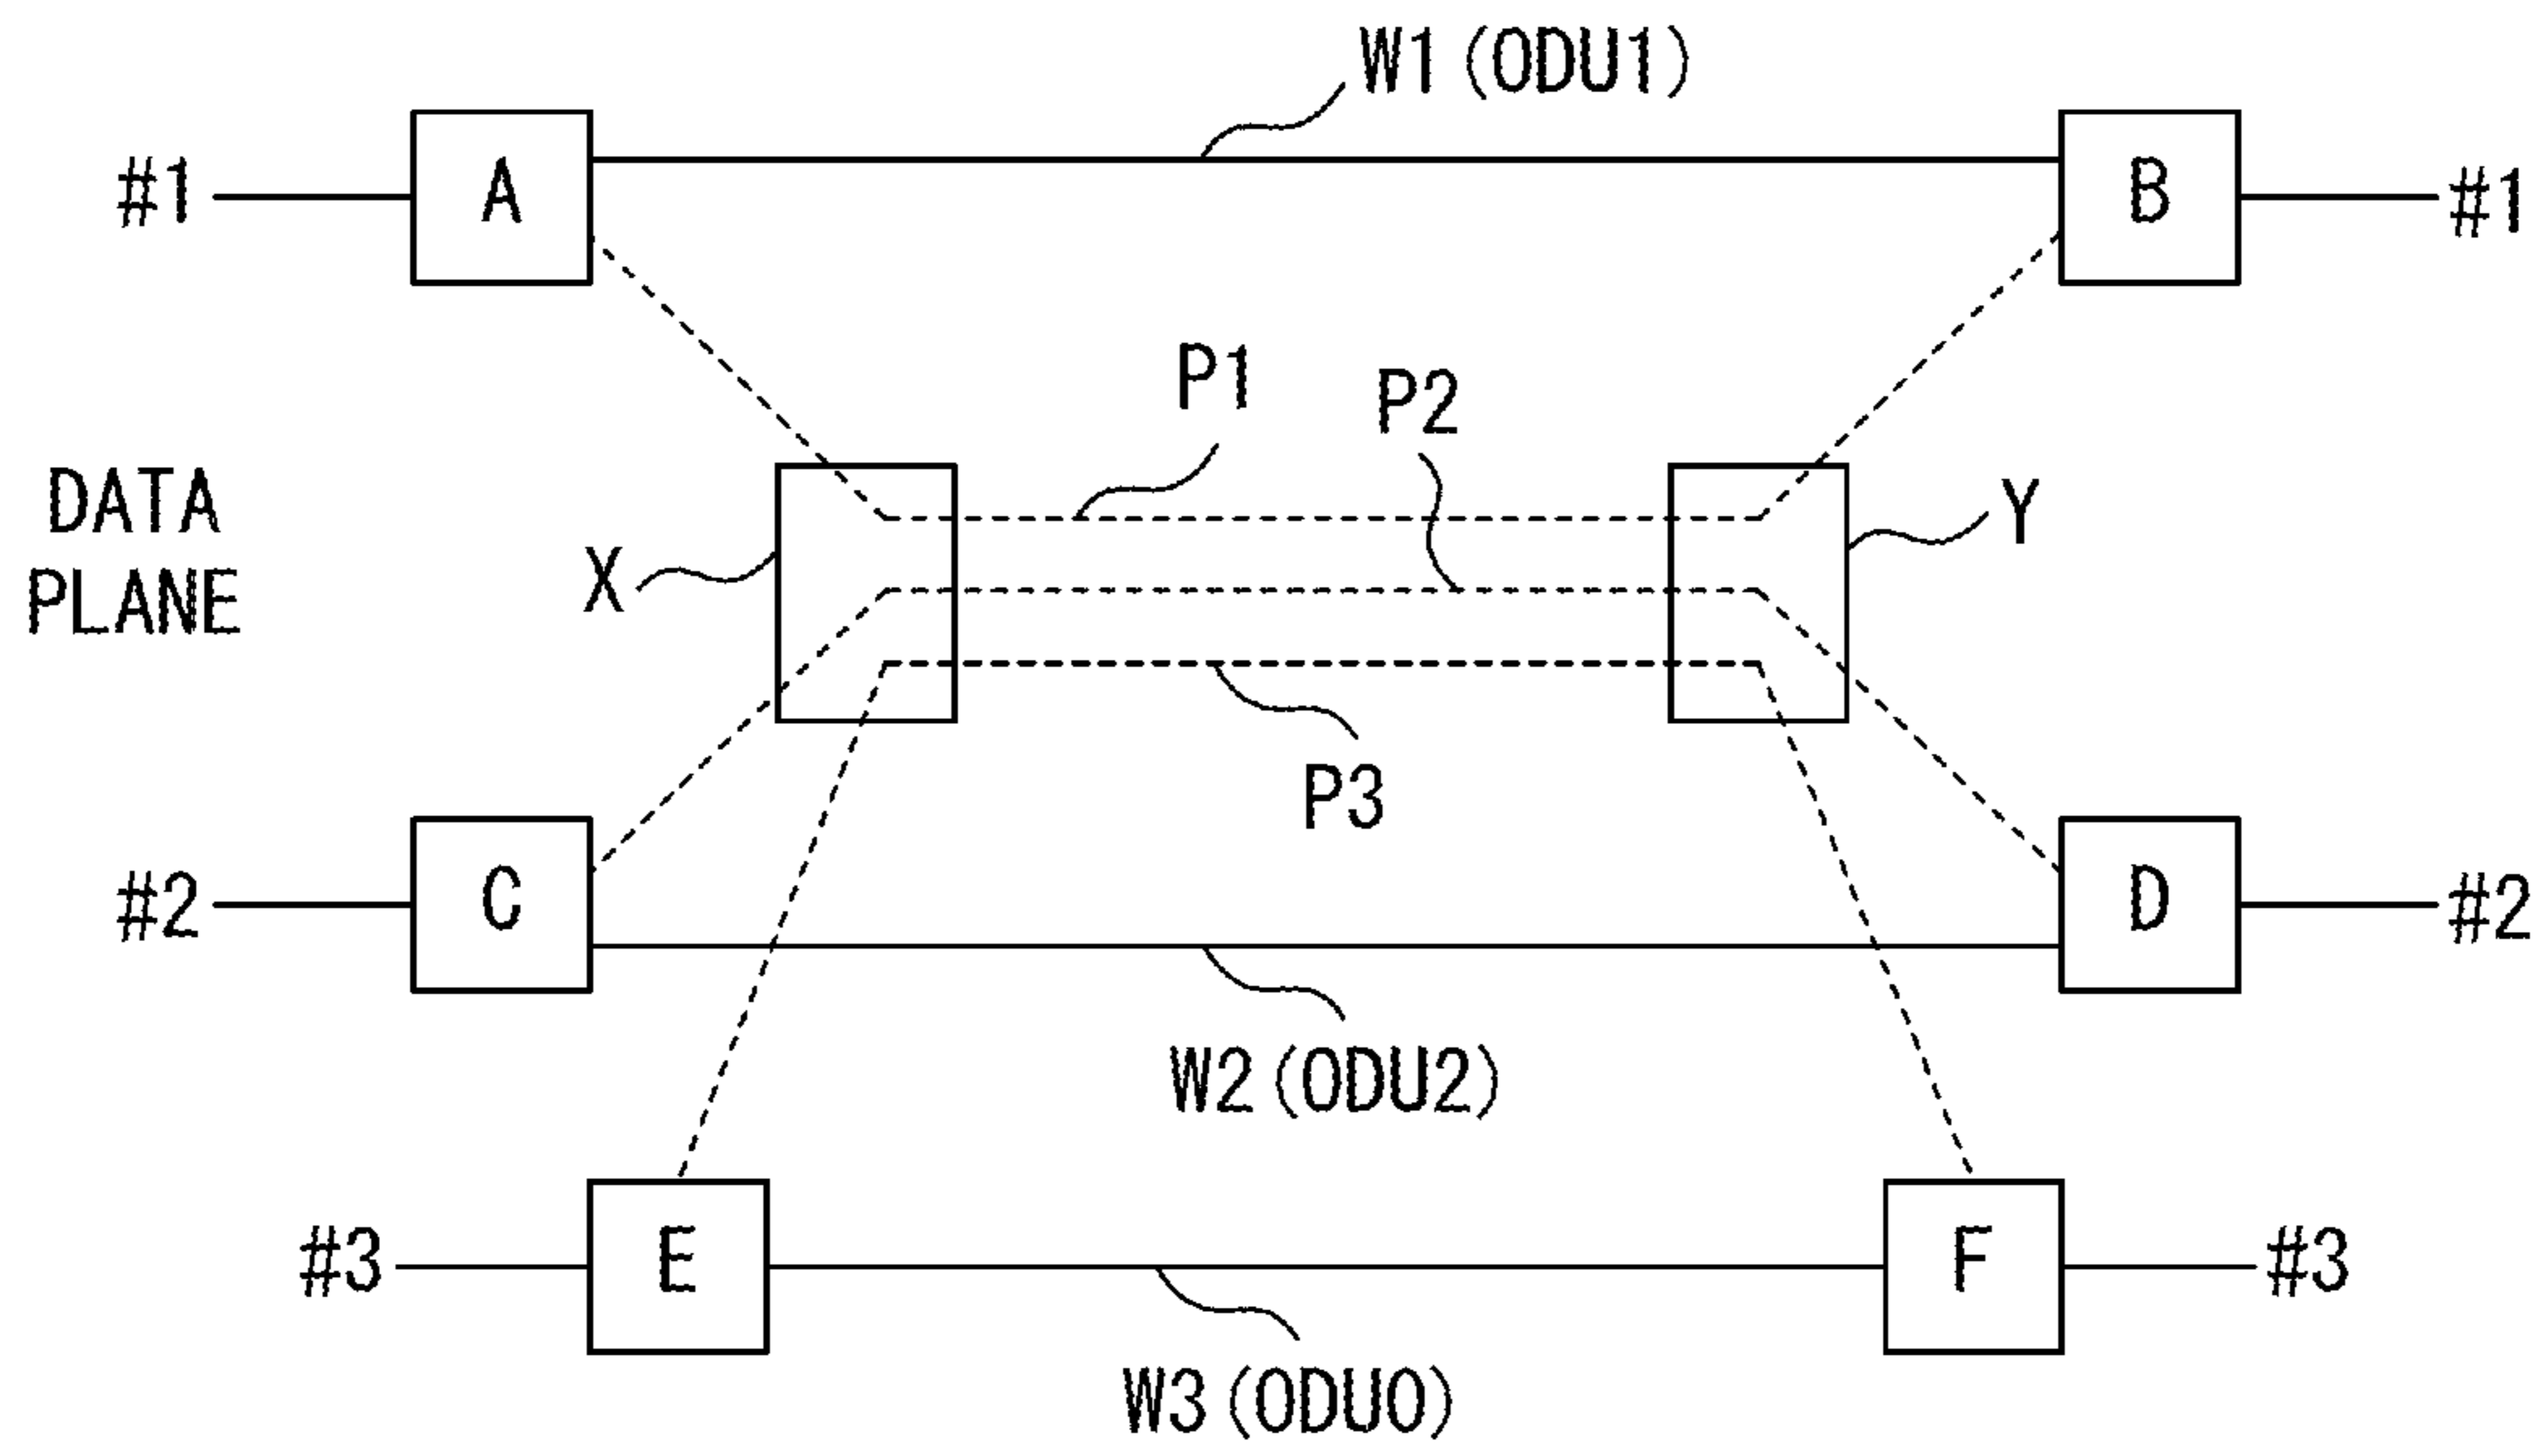 W1(ODU1)
#1
A
B
#1
P1
P2
DATA
PLANE
X
Y
P3
#2
C
D
#2
W2(ODU2)
#3
E
F
#3
W3(ODU0)